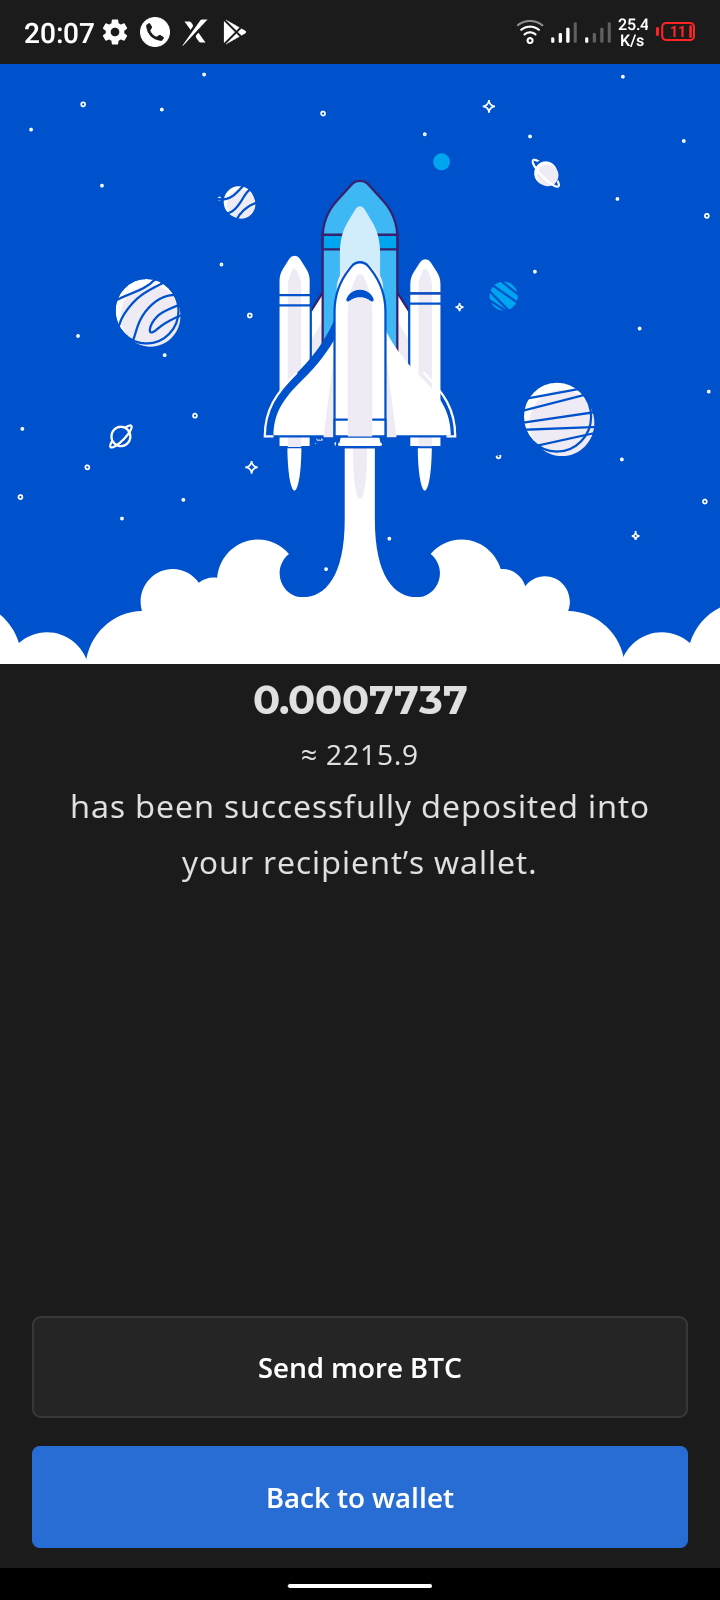 20:07
25.4
K/s
11
0.0007737
≈ 2215.9
has been successfully deposited into
your recipient’s wallet.
Send more BTC
Back to wallet